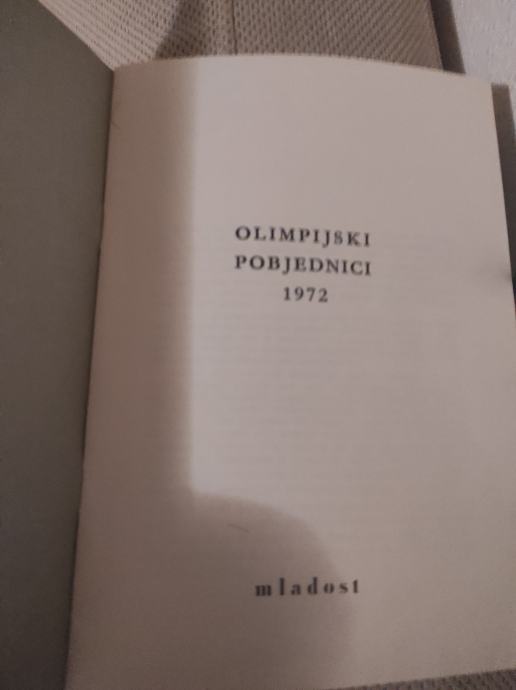 OLIMPIJSKI
POBJEDNICI
1972
mladost